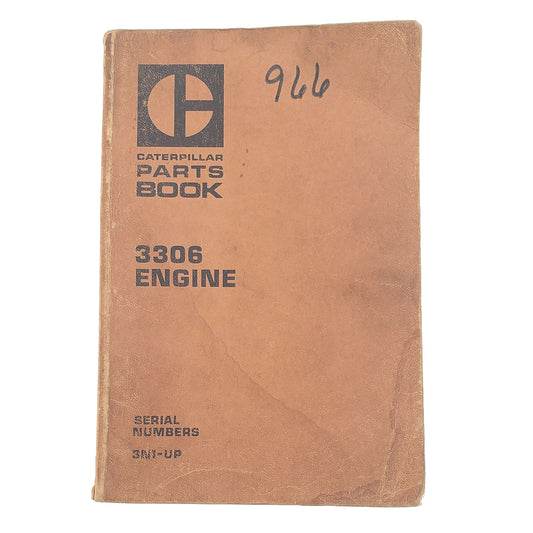 966
CATERPILLAR
PARTS
BOOK
3306
ENGINE
SERIAL
NUMBERS
3N1-UP